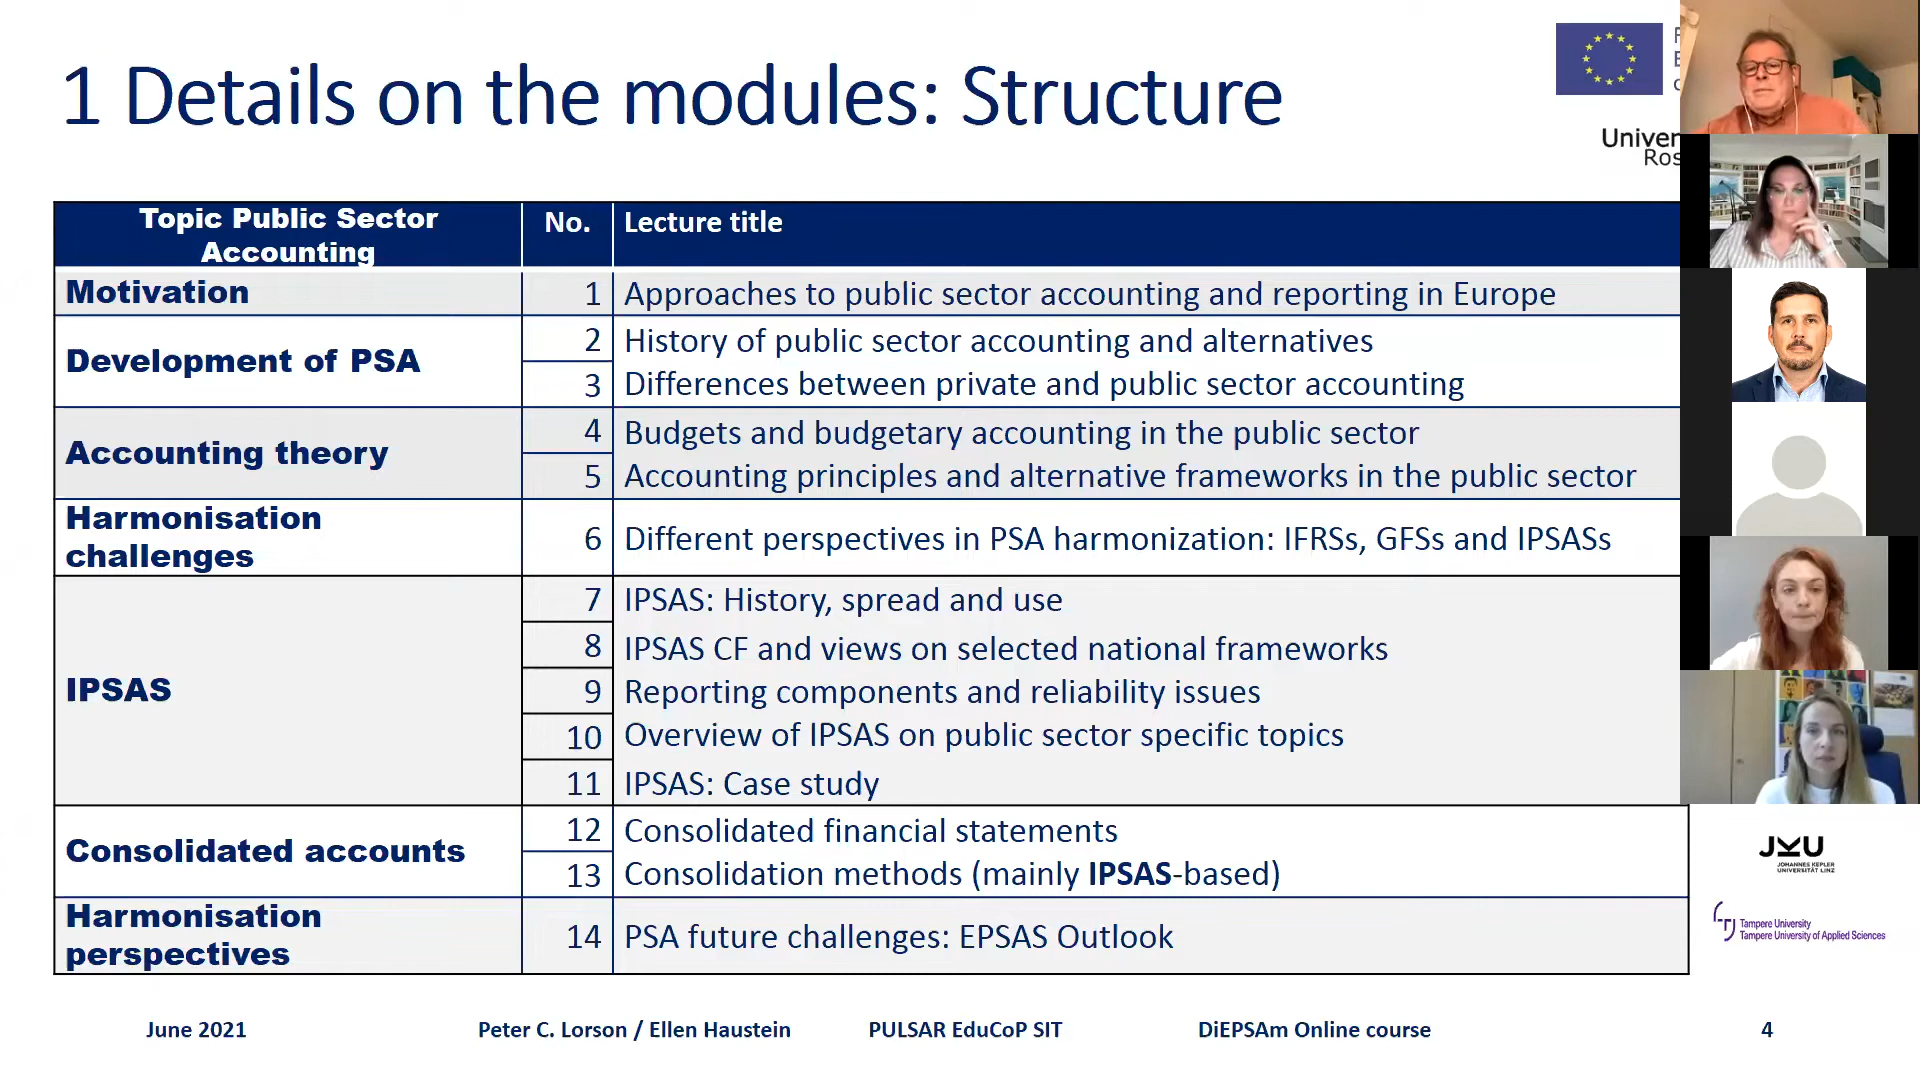 1 Details on the modules: Structure
Topic Public Sector
Accounting
No.
Lecture title
Motivation
1
Approaches to public sector accounting and reporting in Europe
Development of PSA
2
History of public sector accounting and alternatives
3
Differences between private and public sector accounting
Accounting theory
4
Budgets and budgetary accounting in the public sector
5
Accounting principles and alternative frameworks in the public sector
Harmonisation
challenges
6
Different perspectives in PSA harmonization: IFRSs, GFSs and IPSASs
IPSAS
7
IPSAS: History, spread and use
8
IPSAS CF and views on selected national frameworks
9
Reporting components and reliability issues
10
Overview of IPSAS on public sector specific topics
11
IPSAS: Case study
Consolidated accounts
12
Consolidated financial statements
13
Consolidation methods (mainly IPSAS-based)
Harmonisation
perspectives
14
PSA future challenges: EPSAS Outlook
JKU
JOHANNES KEPLER
UNIVERSITÄT LINZ
Tampere University
Tampere University of Applied Sciences
June 2021
Peter C. Lorson / Ellen Haustein
PULSAR EduCoP SIT
DiEPSAm Online course
4